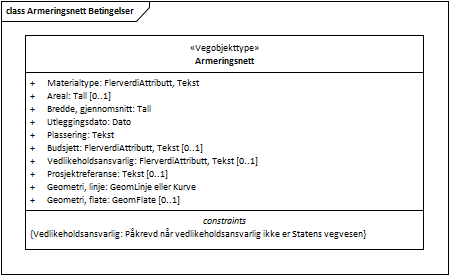 class Armeringsnett Betingelser
«Vegobjekttype»
Armeringsnett
+ Materialtype: FlerverdiAttributt, Tekst
+ Areal: Tall [0..1]
+ Bredde, gjennomsnitt: Tall
+ Utleggingsdato: Dato
+ Plassering: Tekst
+ Budsjett: FlerverdiAttributt, Tekst [0..1]
+ Vedlikeholdsansvarlig: FlerverdiAttributt, Tekst [0..1]
+ Prosjektreferanse: Tekst [0..1]
+ Geometri, linje: GeomLinje eller Kurve
+ Geometri, flate: GeomFlate [0..1]
constraints
{Vedlikeholdsansvarlig: Påkrevd når vedlikeholdsansvarlig ikke er Statens vegvesen}